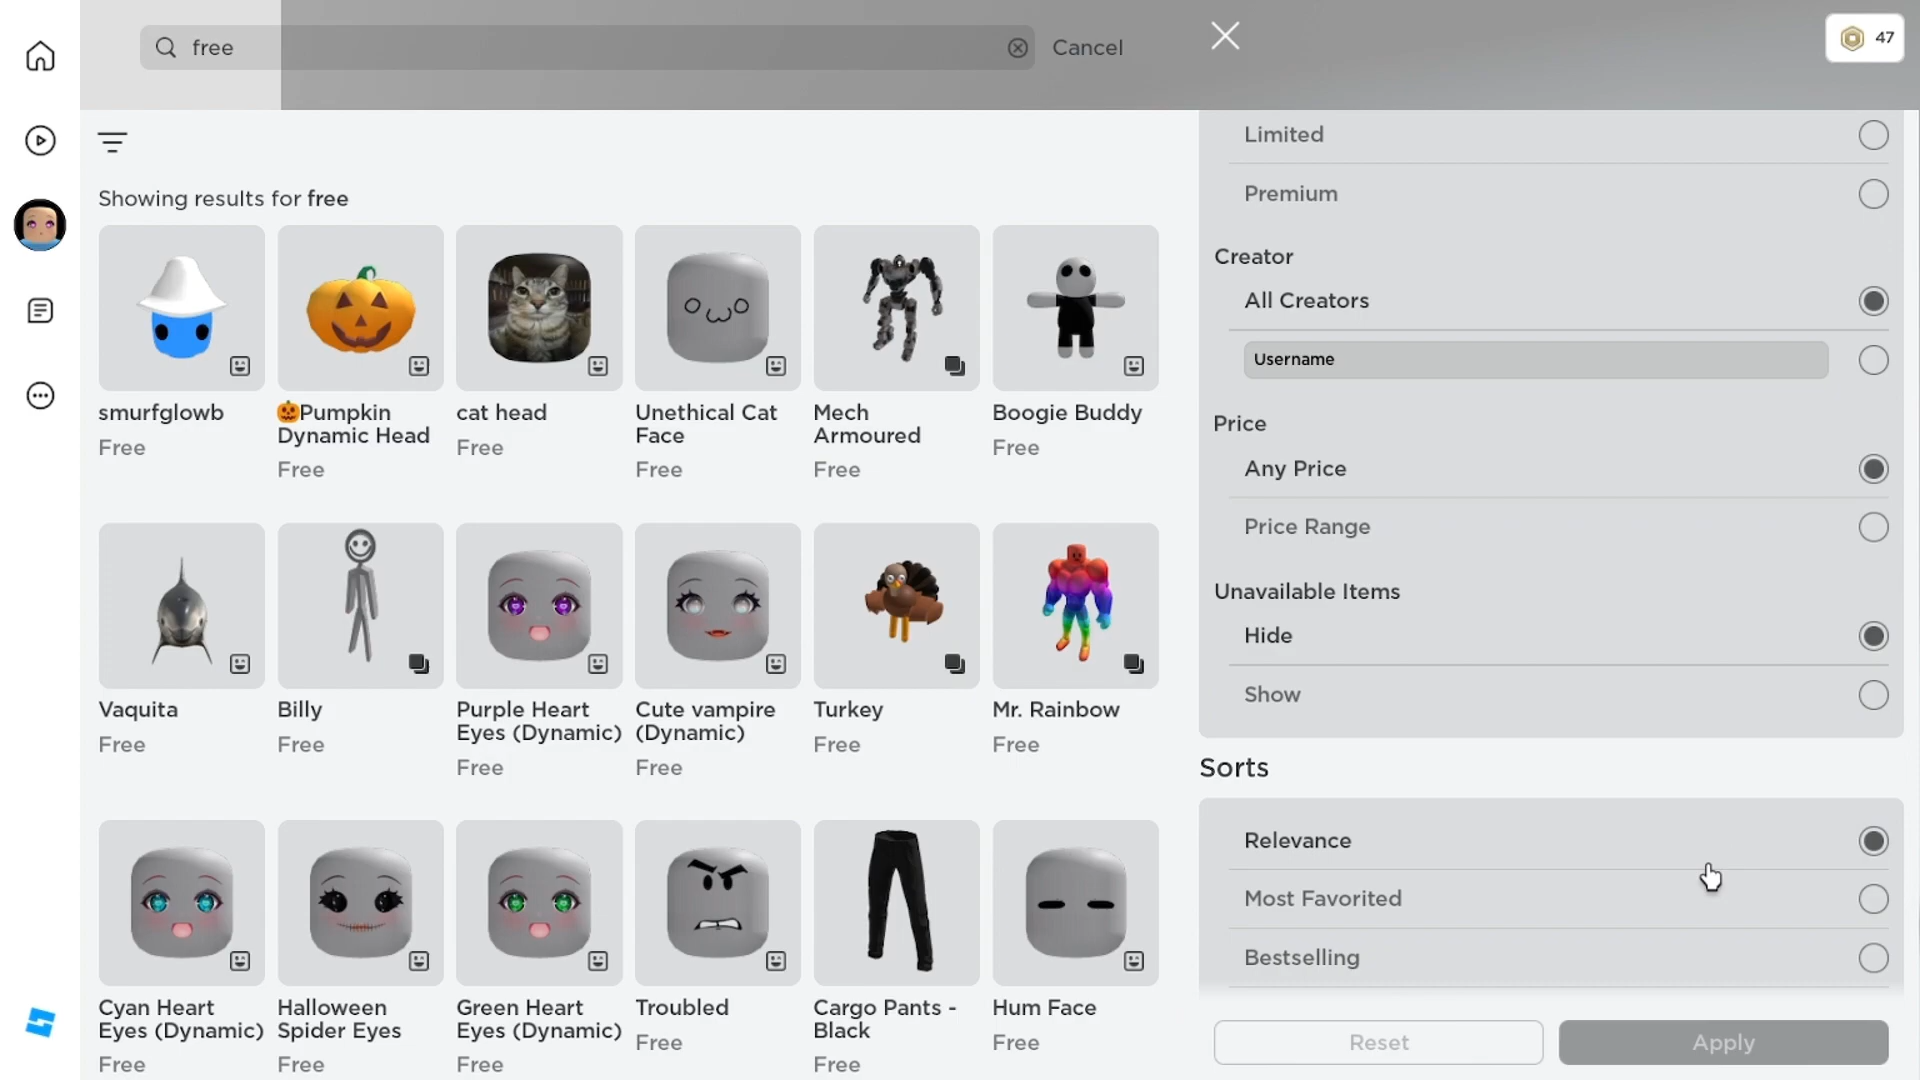 free
Cancel
47
Showing results for free
smurfglowb
Free
🎃Pumpkin
Dynamic Head
Free
cat head
Free
Unethical Cat
Face
Free
Mech
Armoured
Free
Boogie Buddy
Free
Vaquita
Free
Billy
Free
Purple Heart
Eyes (Dynamic)
Free
Cute vampire
(Dynamic)
Free
Turkey
Free
Mr. Rainbow
Free
Cyan Heart
Eyes (Dynamic)
Free
Halloween
Spider Eyes
Free
Green Heart
Eyes (Dynamic)
Free
Troubled
Free
Cargo Pants -
Black
Free
Hum Face
Free
Limited
Premium
Creator
All Creators
Username
Price
Any Price
Price Range
Unavailable Items
Hide
Show
Sorts
Relevance
Most Favorited
Bestselling
Reset
Apply